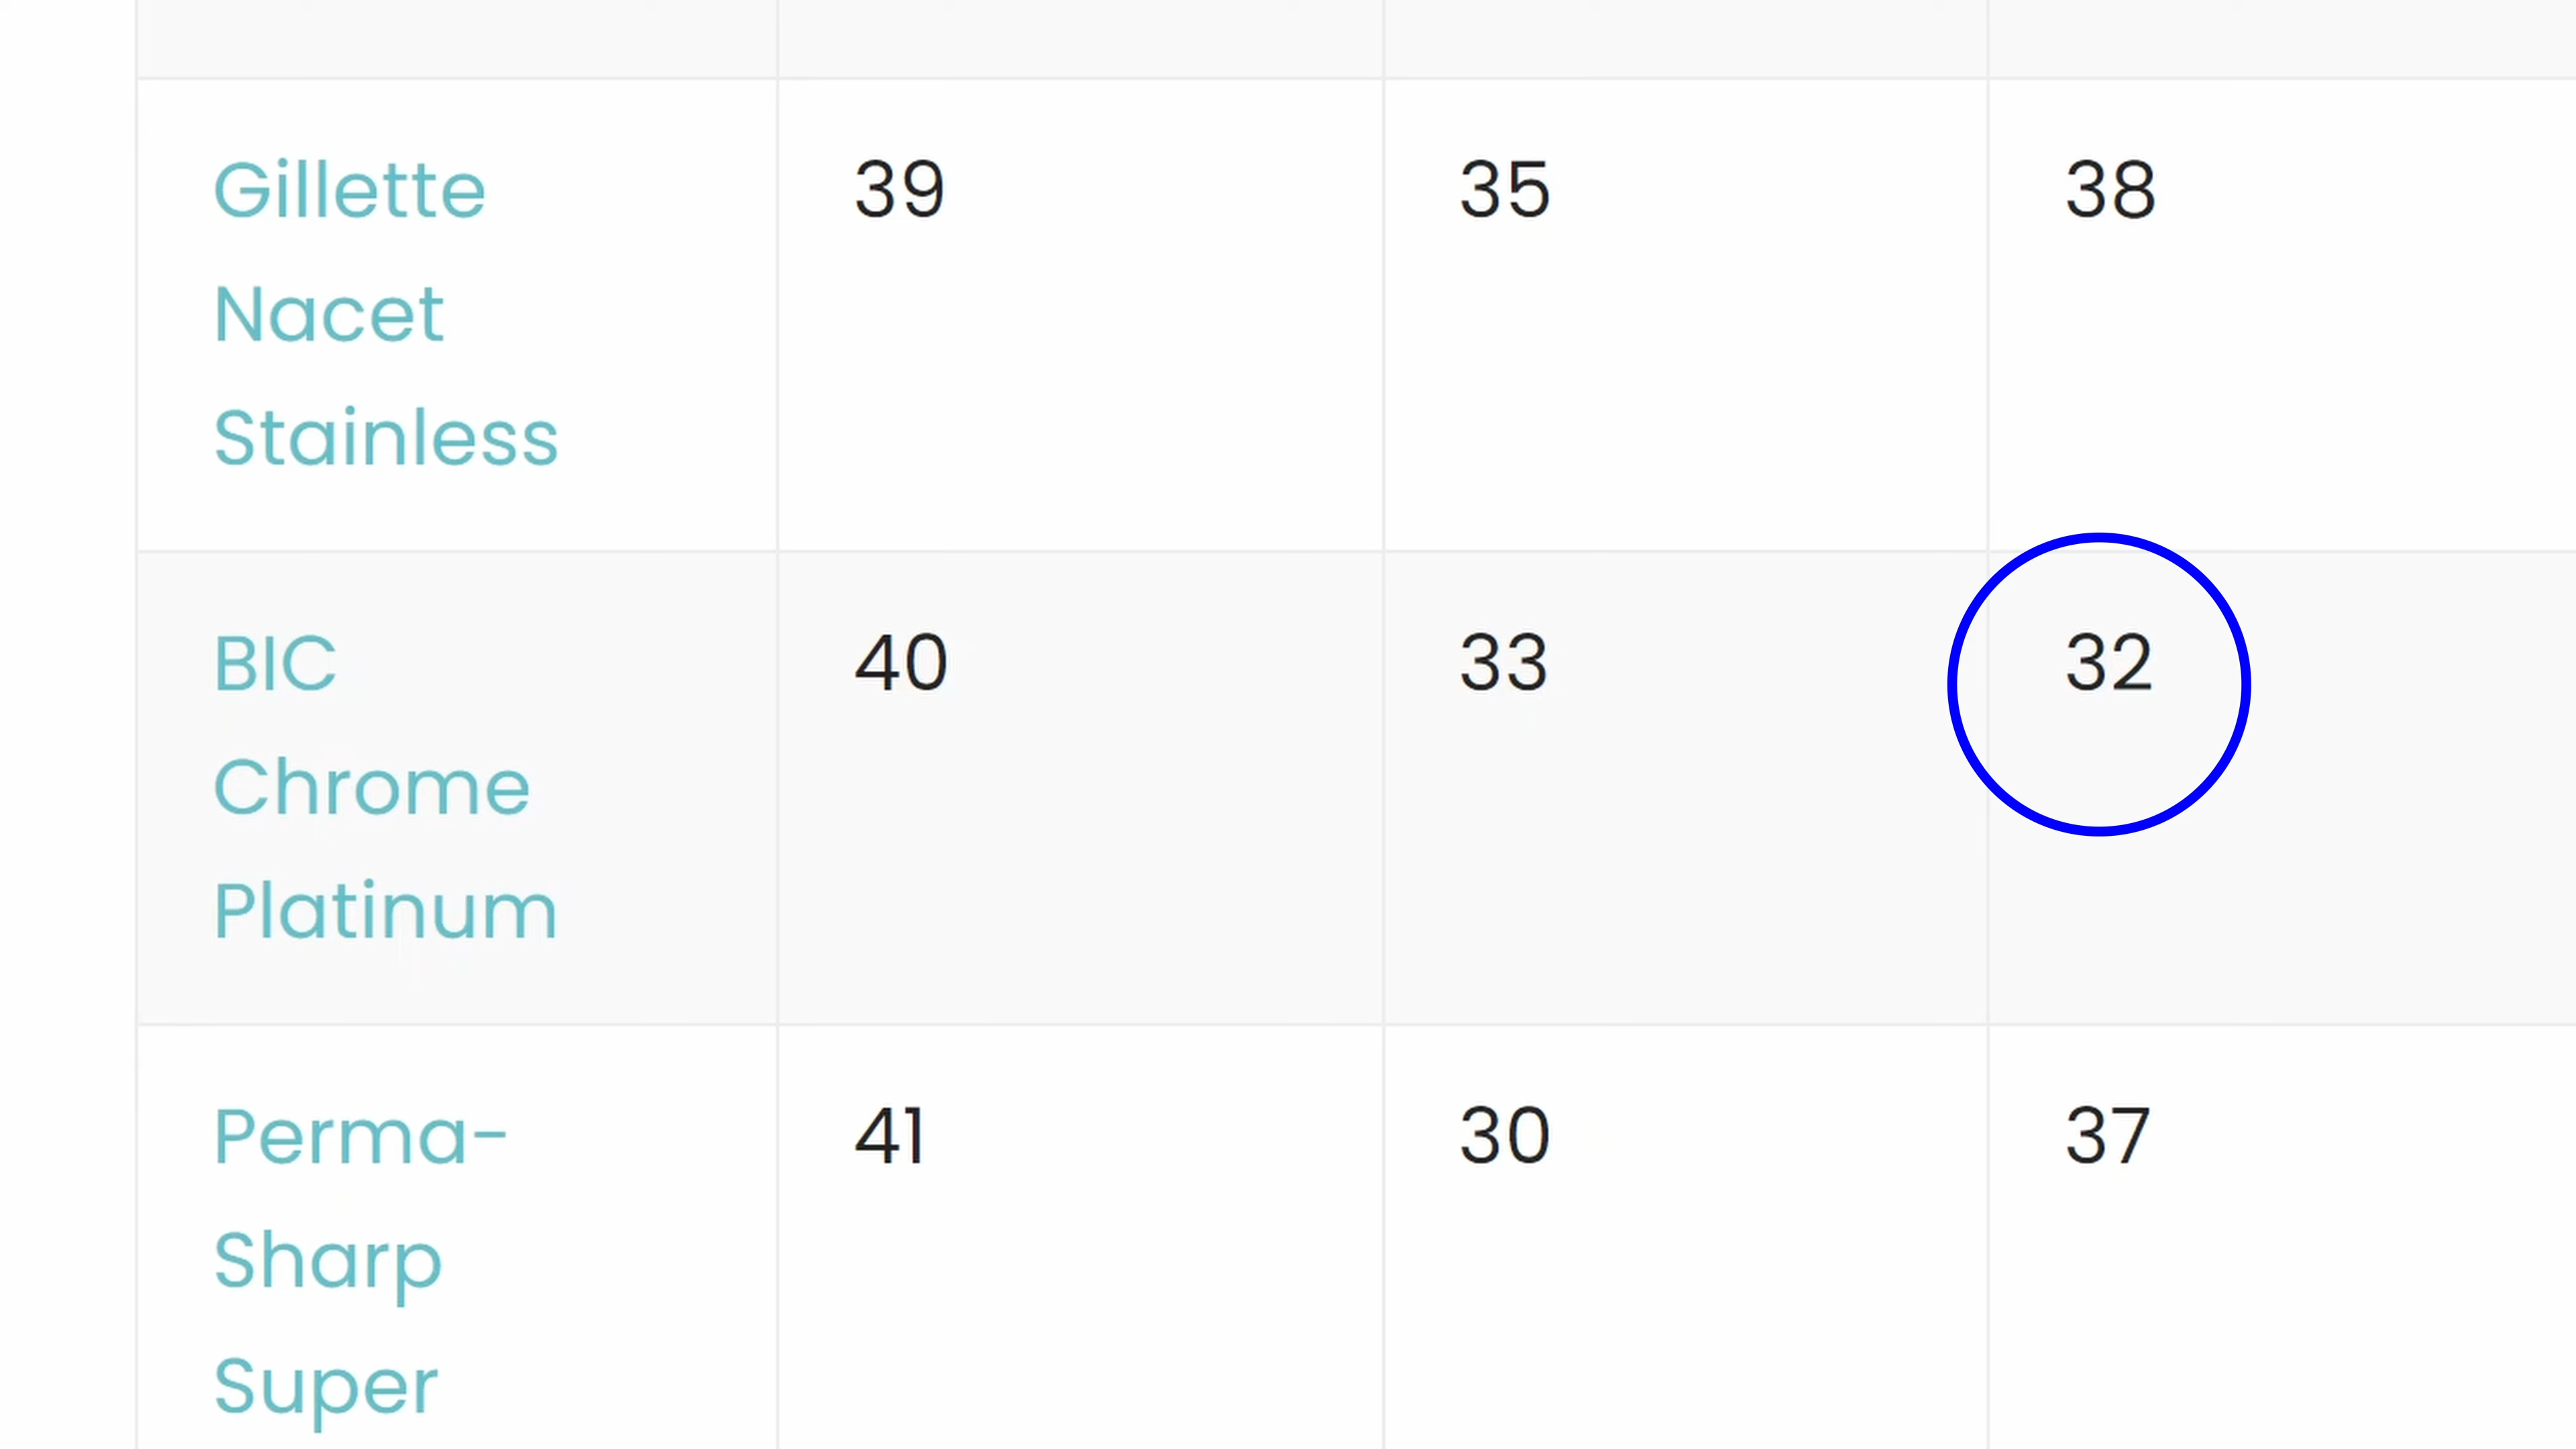 Gillette 39 35 38
Nacet
Stainless
BIC 40 33 32
Chrome
Platinum
Perma- 41 30 37
Sharp
Super